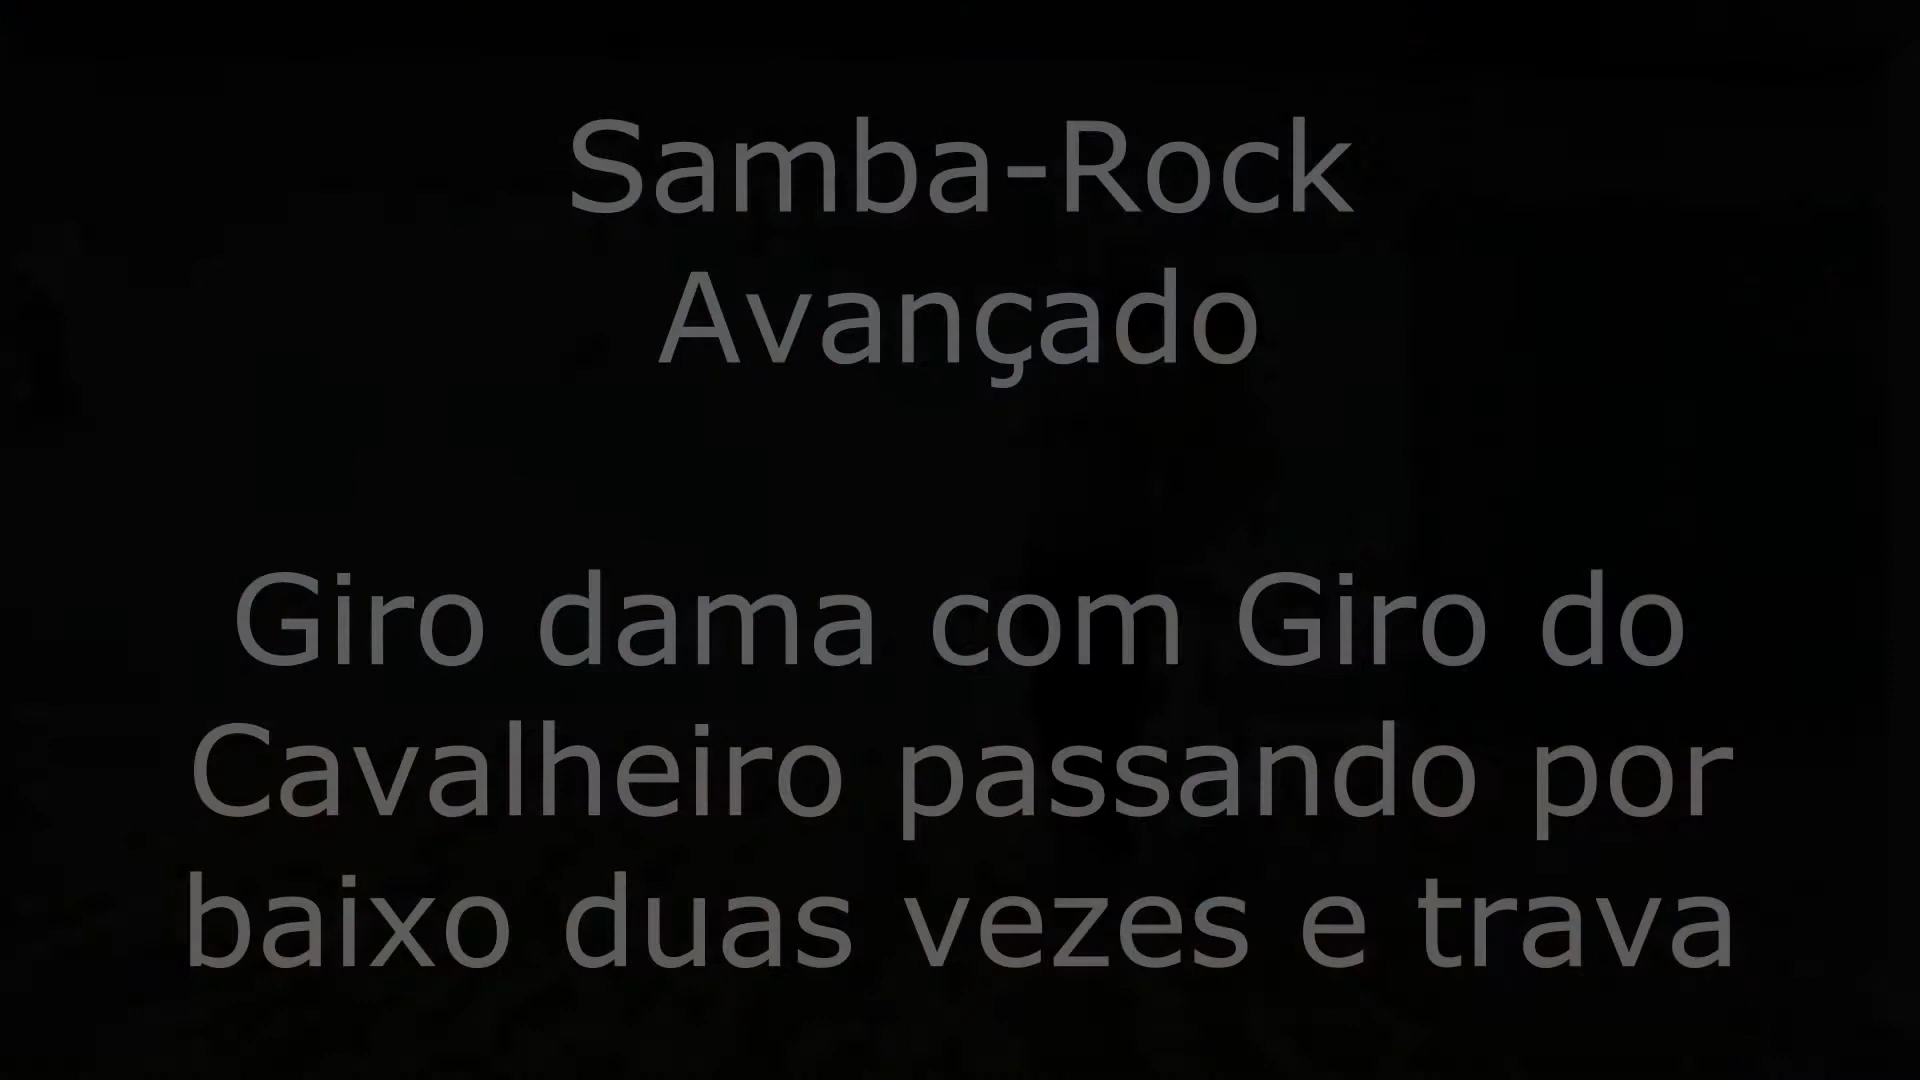 Samba-Rock
Avançado
Giro dama com Giro do
Cavalheiro passando por
baixo duas vezes e trava